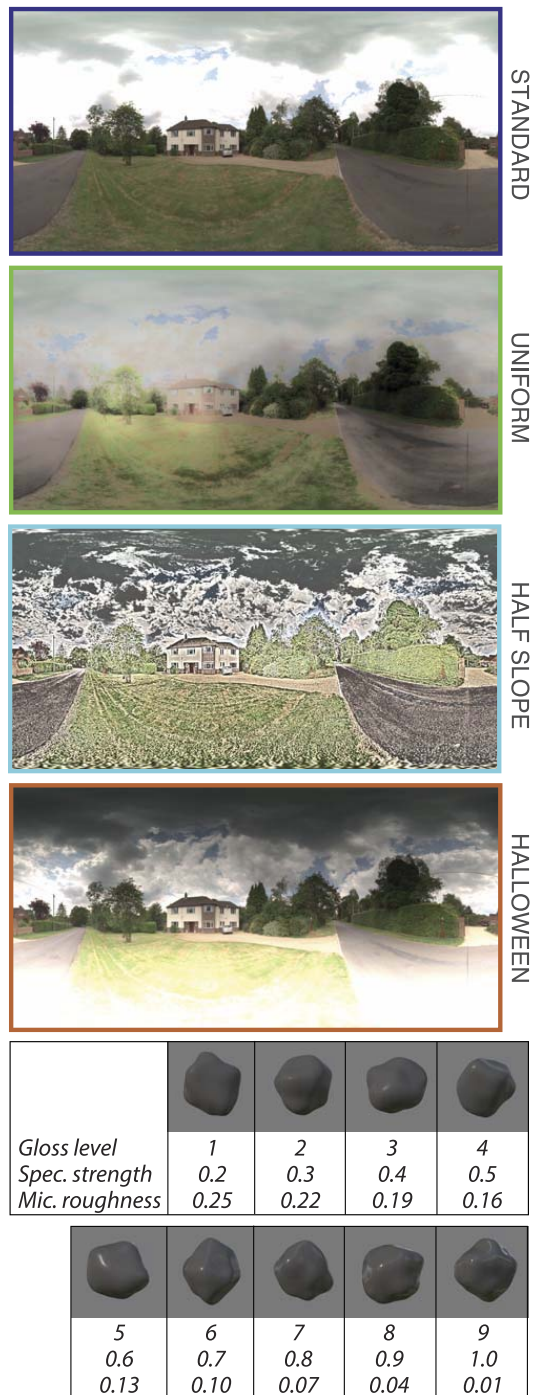 STANDARD
UNIFORM
HALF SLOPE
HALLOWEEN
Gloss level 1 2 3 4
Spec. strength 0.2 0.3 0.4 0.5
Mic. roughness 0.25 0.22 0.19 0.16
5 6 7 8 9
0.6 0.7 0.8 0.9 1.0
0.13 0.10 0.07 0.04 0.01